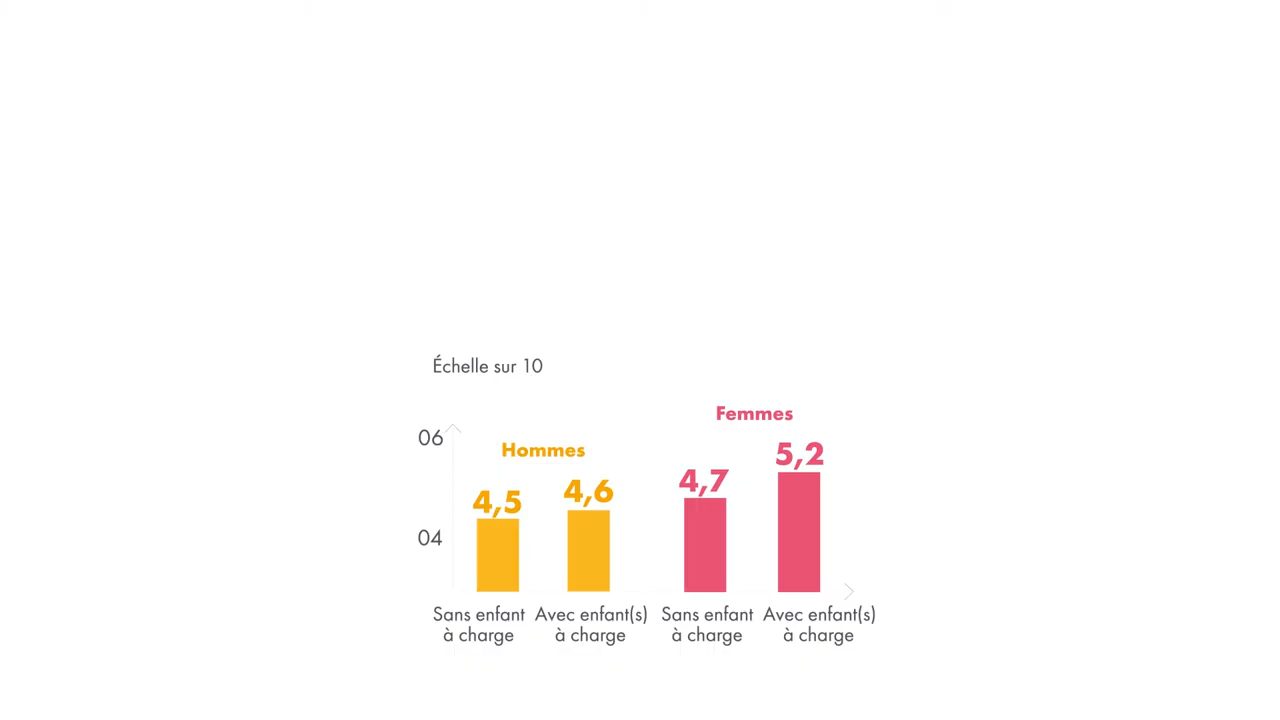 Échelle sur 10
Femmes
06
Hommes
5,2
4,7
4,6
4,5
04
Sans enfant à charge
Avec enfant(s) à charge
Sans enfant à charge
Avec enfant(s) à charge